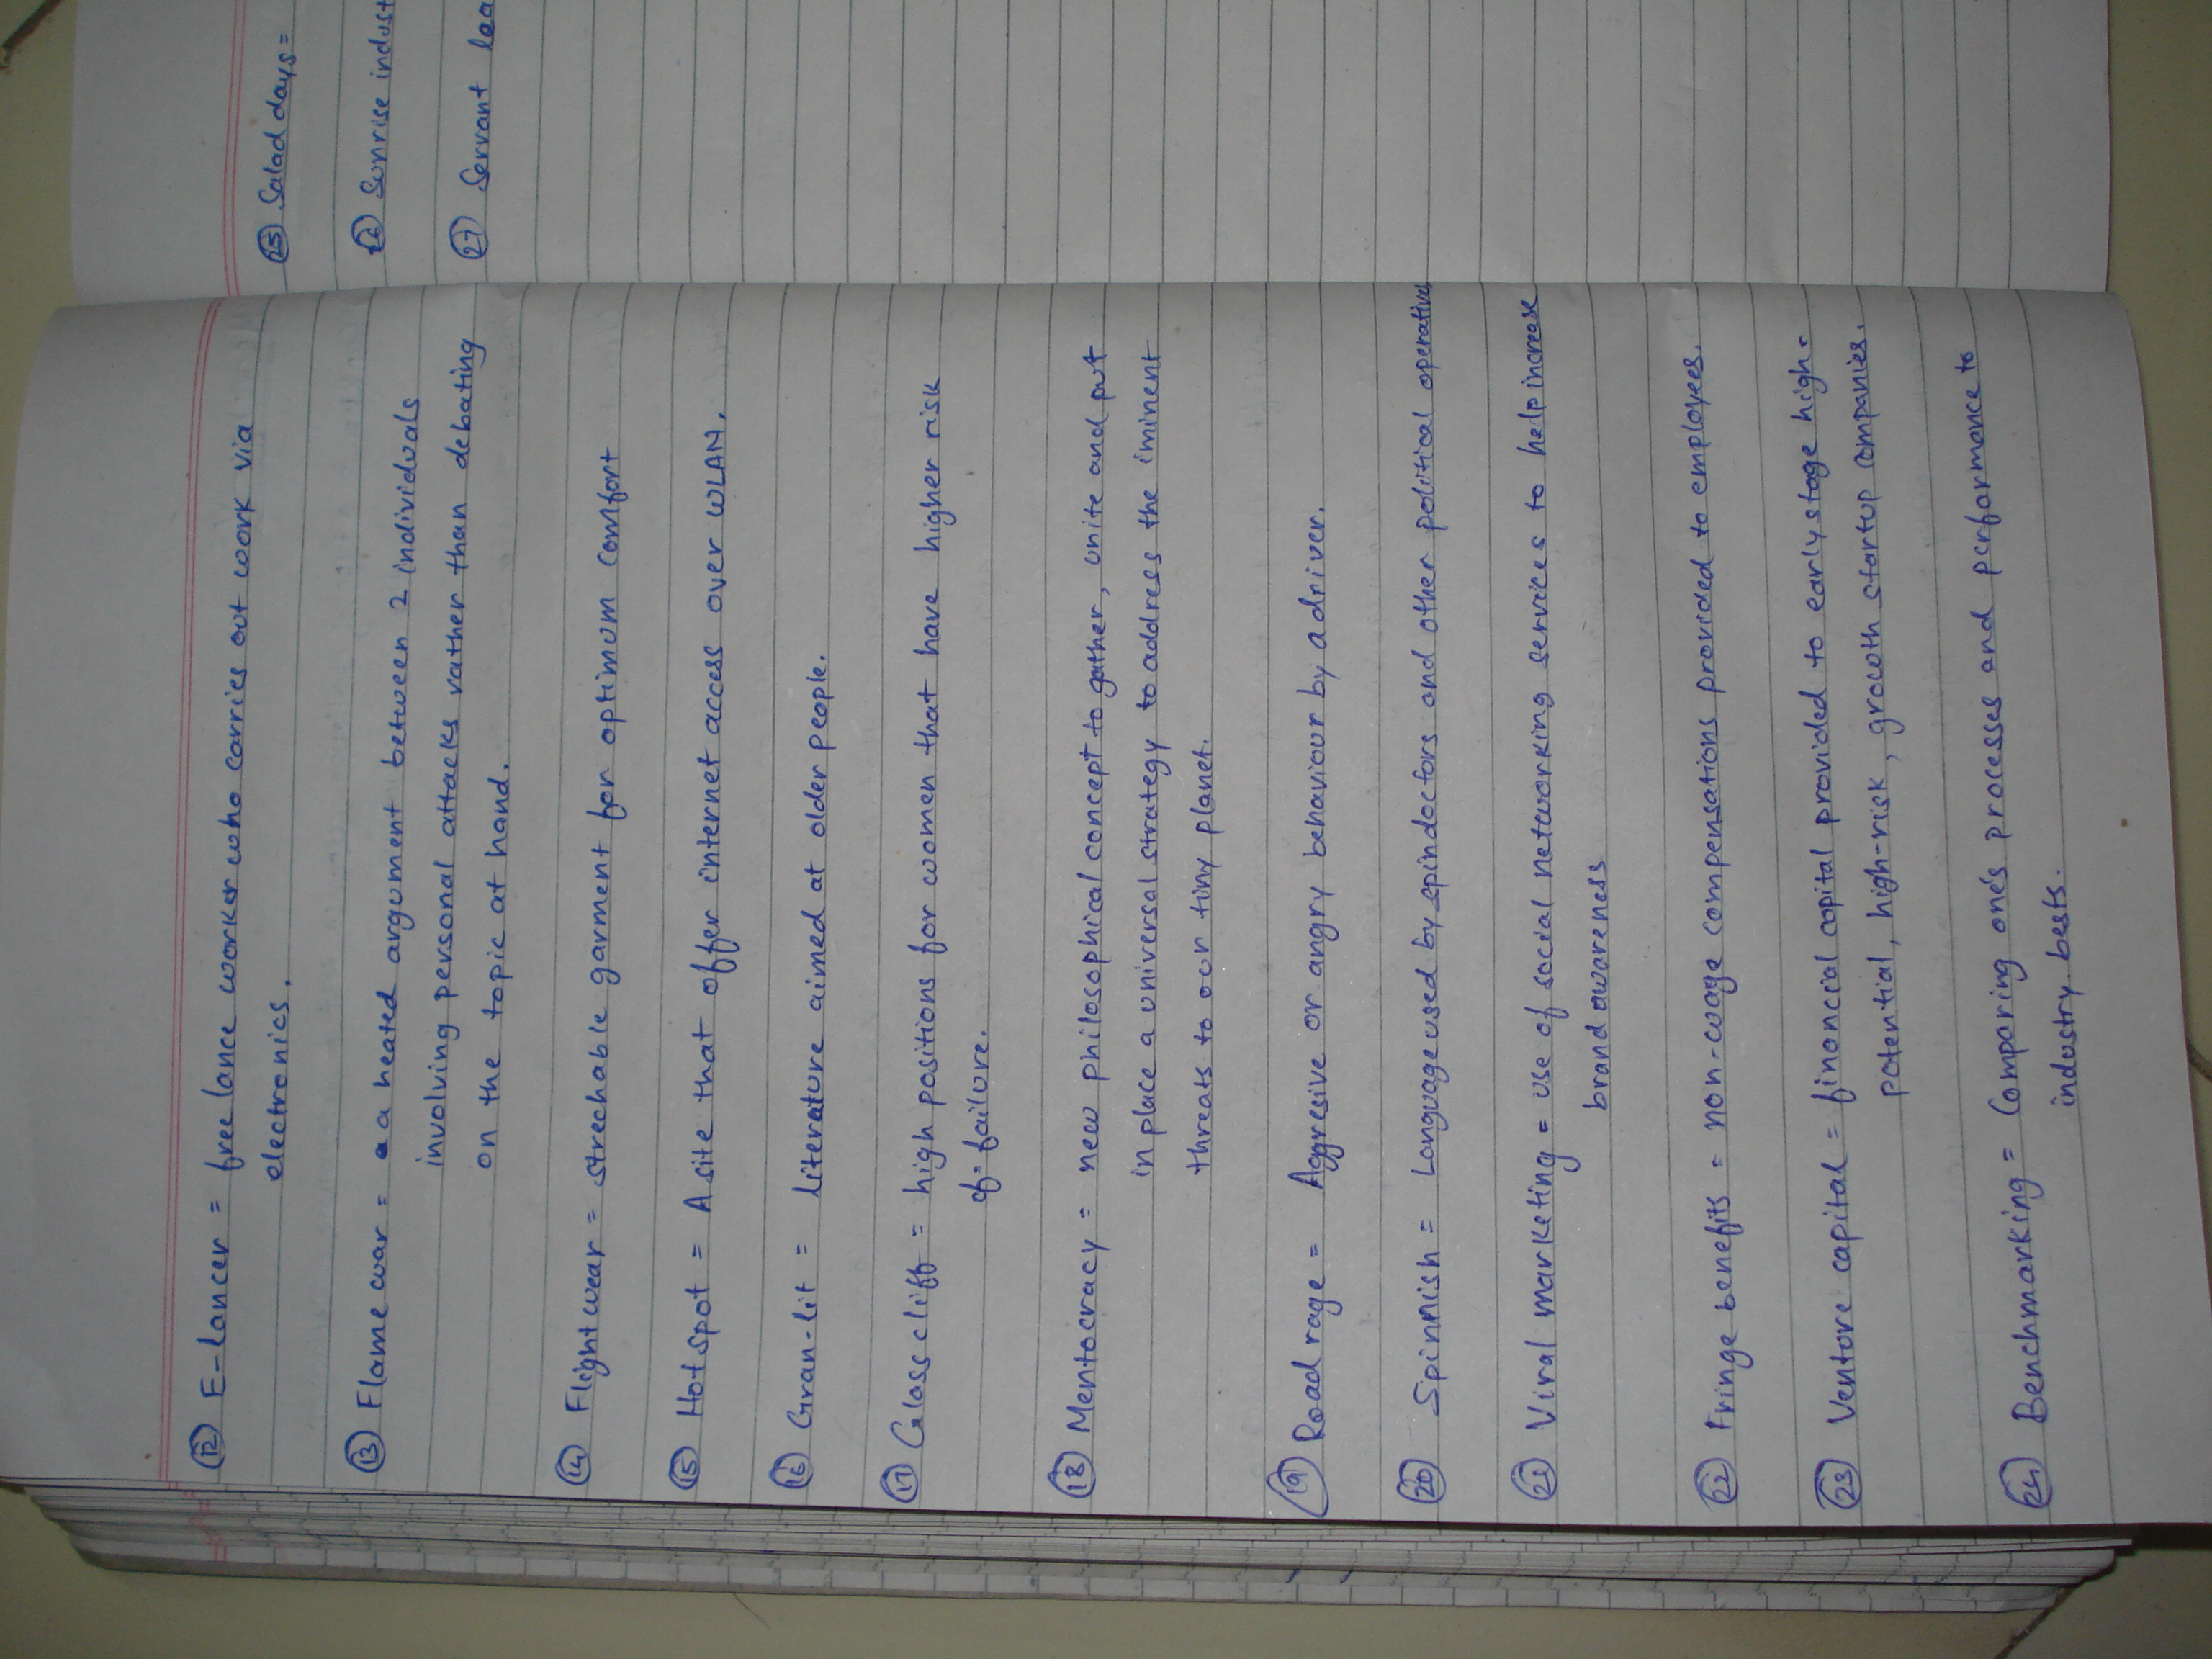 (12) E-lancer = free lance worker who carries out work via
electronics.
(13) Flame war = a heated argument between 2 individuals
involving personal attacks rather than debating
on the topic at hand.
(14) Flight wear = strechable garment for optimum comfort
(15) Hot spot = A site that offer internet access over WLAN.
(16) Gran-lit = literature aimed at older people.
(17) Glass cliff = high positions for women that have higher risk
of failure.
(18) Mentocracy = new philosophical concept to gather, unite and put
in place a universal strategy to address the iminent
threats to our tiny planet.
(19) Road rage = Aggresive or angry behaviour by a driver.
(20) Spinnish = Language used by spindoctors and other political operatives
(21) Viral marketing = use of social networking services to help increase
brand awareness
(22) Fringe benefits = non-wage compensations provided to employees.
(23) Venture capital = financial capital provided to early stage high-
potential, high-risk, growth startup companies.
(24) Benchmarking = Comparing one's processes and performance to
industry bests.
(25) Salad days =
(26) Sunrise indust
(27) Servant lea